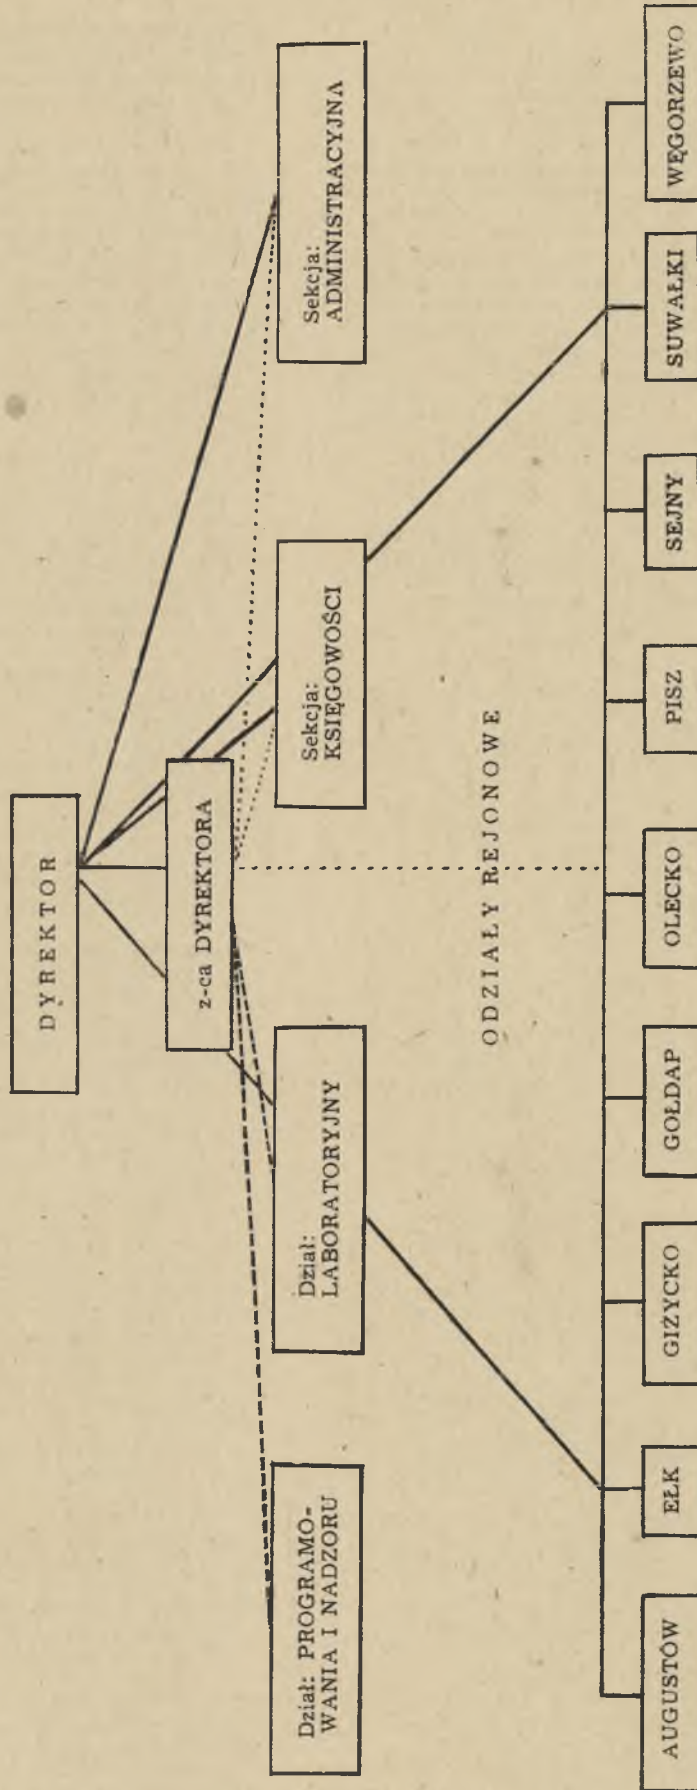 DYREKTOR
z-ca DYREKTORA
Dział: PROGRAMO-
WANIA I NADZORU
Dział:
LABORATORYJNY
Sekcja:
KSIĘGOWOŚCI
Sekcja:
ADMINISTRACYJNA
ODZIAŁY REJONOWE
AUGUSTÓW
EŁK
GIŻYCKO
GOŁDAP
OLECKO
PISZ
SEJNY
SUWAŁKI
WĘGORZEWO